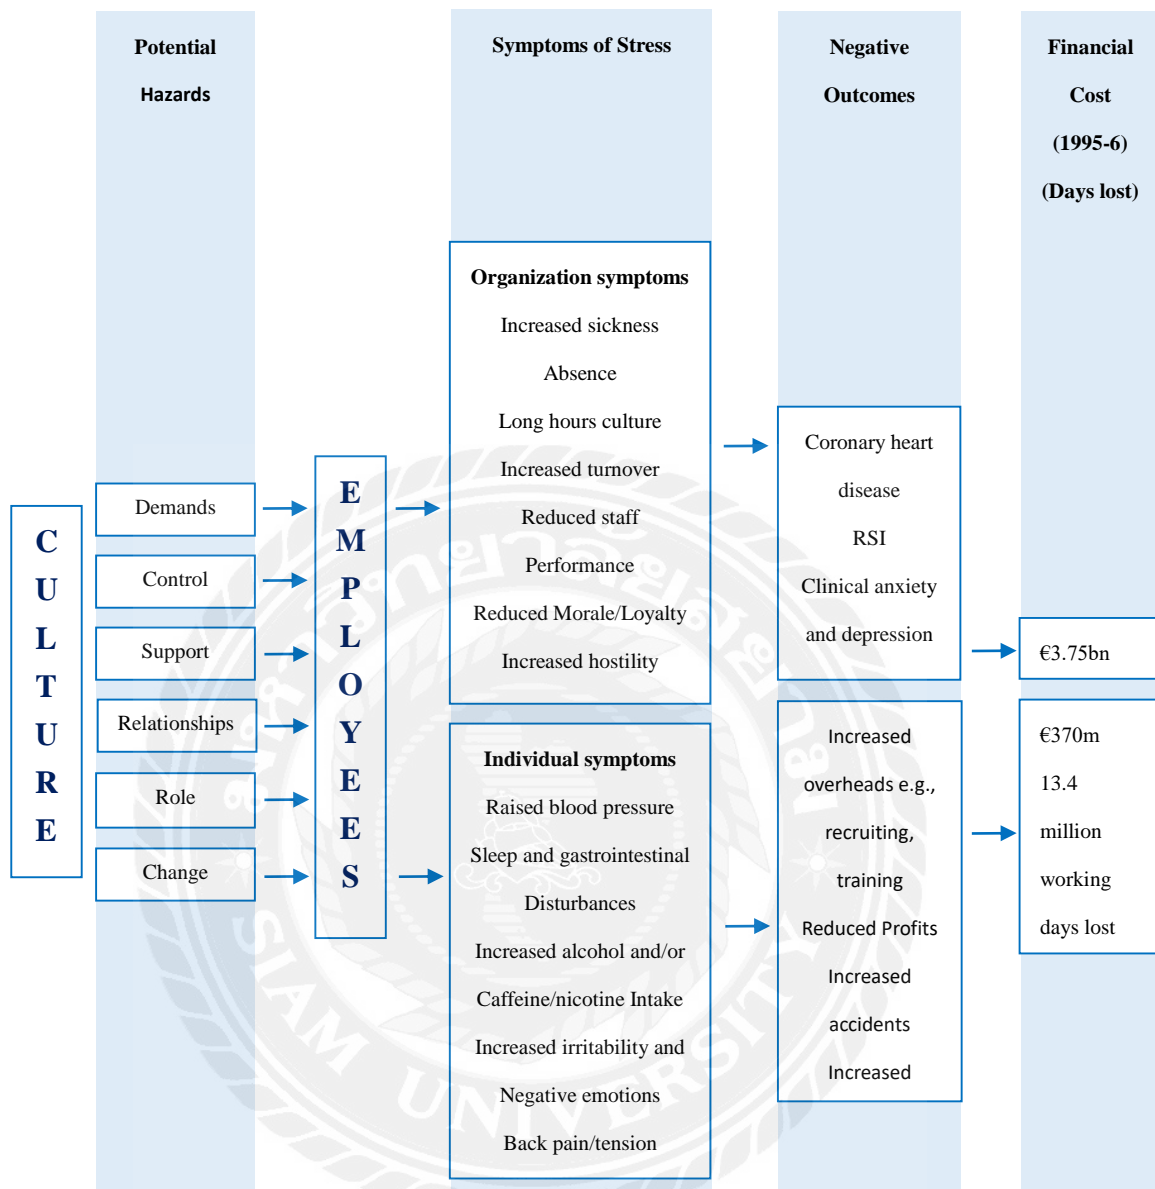 Potential
Hazards
Symptoms of Stress
Negative
Outcomes
Financial
Cost
(1995-6)
(Days lost)
CULTURE
Demands
Control
Support
Relationships
Role
Change
EMPLOYEES
Organization symptoms
Increased sickness
Absence
Long hours culture
Increased turnover
Reduced staff
Performance
Reduced Morale/Loyalty
Increased hostility
Individual symptoms
Raised blood pressure
Sleep and gastrointestinal
Disturbances
Increased alcohol and/or
Caffeine/nicotine Intake
Increased irritability and
Negative emotions
Back pain/tension
Coronary heart
disease
RSI
Clinical anxiety
and depression
Increased
overheads e.g.,
recruiting,
training
Reduced Profits
Increased
accidents
Increased
€3.75bn
€370m
13.4
million
working
days lost
SIAM UNIVERSITY